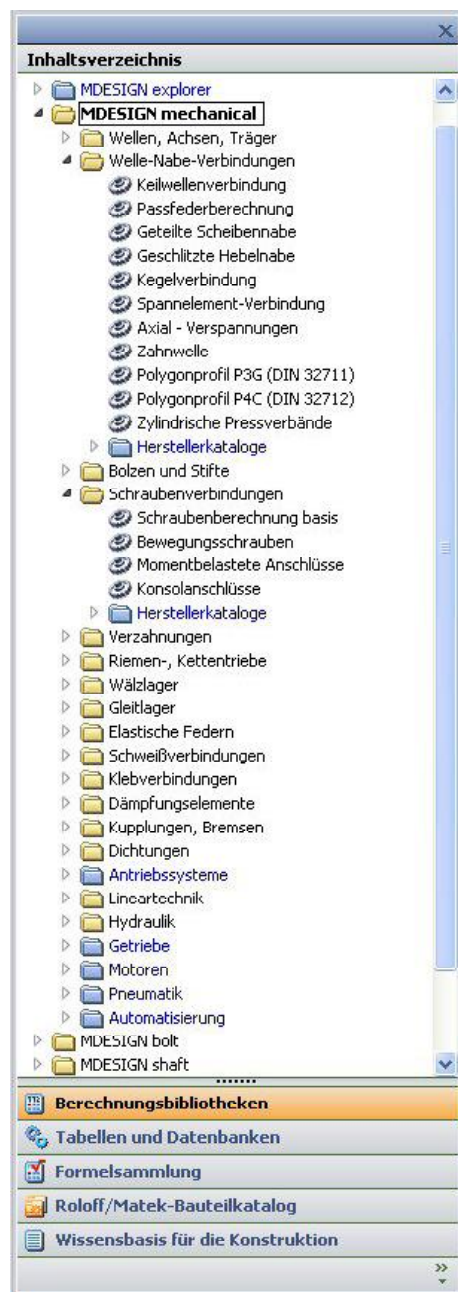 Inhaltsverzeichnis
MDESIGN explorer
MDESIGN mechanical
Wellen, Achsen, Träger
Welle-Nabe-Verbindungen
Keilwellenverbindung
Passfederberechnung
Geteilte Scheibennabe
Geschlitzte Hebelnabe
Kegelverbindung
Spannelement-Verbindung
Axial - Verspannungen
Zahnwelle
Polygonprofil P3G (DIN 32711)
Polygonprofil P4C (DIN 32712)
Zylindrische Pressverbände
Herstellerkataloge
Bolzen und Stifte
Schraubenverbindungen
Schraubenberechnung basis
Bewegungsschrauben
Momentbelastete Anschlüsse
Konsolanschlüsse
Herstellerkataloge
Verzahnungen
Riemen-, Kettentriebe
Wälzlager
Gleitlager
Elastische Federn
Schweißverbindungen
Klebverbindungen
Dämpfungselemente
Kupplungen, Bremsen
Dichtungen
Antriebssysteme
Lineartechnik
Hydraulik
Getriebe
Motoren
Pneumatik
Automatisierung
MDESIGN bolt
MDESIGN shaft
Berechnungsbibliotheken
Tabellen und Datenbanken
Formelsammlung
Roloff/Matek-Bauteilkatalog
Wissensbasis für die Konstruktion